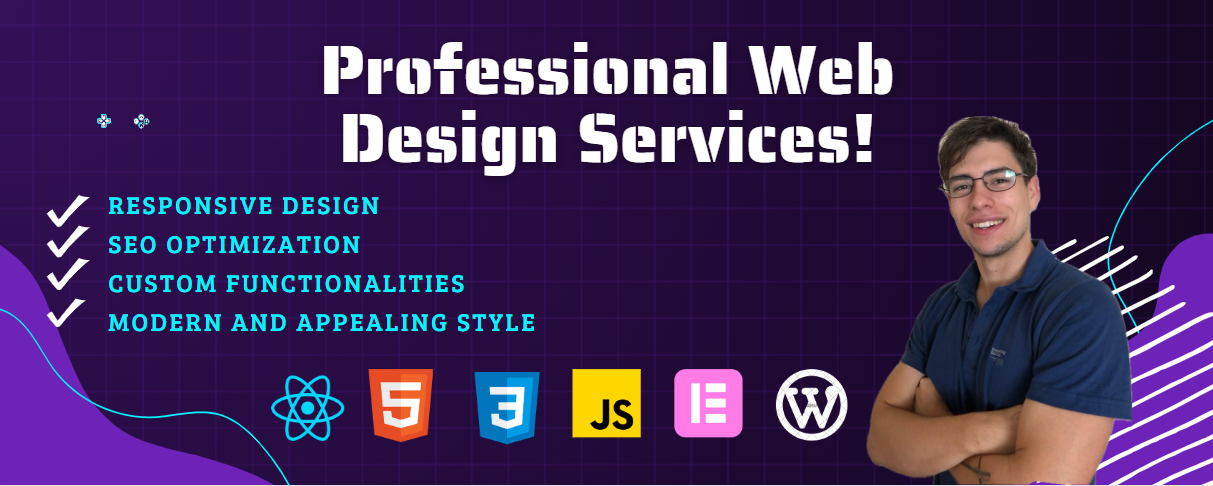 Professional Web
Design Services!
RESPONSIVE DESIGN
SEO OPTIMIZATION
CUSTOM FUNCTIONALITIES
MODERN AND APPEALING STYLE
5 3 JS E W